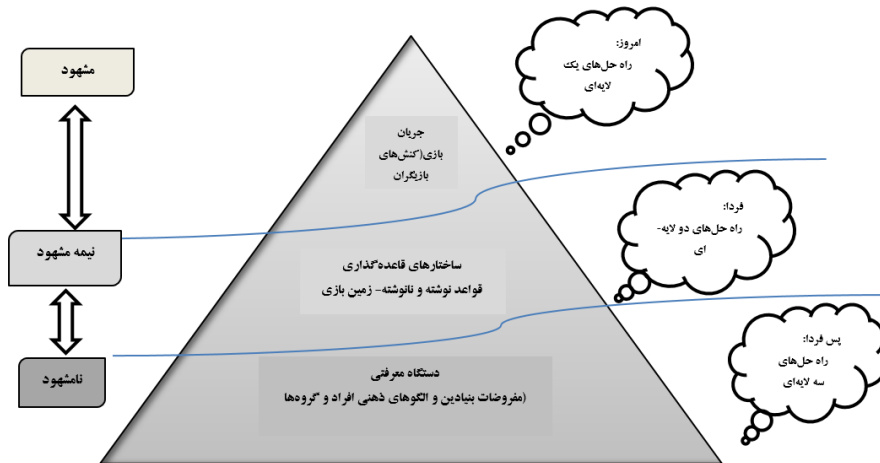 امروز:
راه حل‌های یک
لایه‌ای
مشهود
جریان
بازی(کنش‌های
بازیگران
فردا:
راه حل‌های دو لایه-
ای
نیمه مشهود
ساختارهای قاعده‌گذاری
قواعد نوشته و نانوشته- زمین بازی
پس فردا:
راه حل‌های
سه لایه‌ای
نامشهود
دستگاه معرفتی
(مفروضات بنیادین و الگوهای ذهنی افراد و گروه‌ها